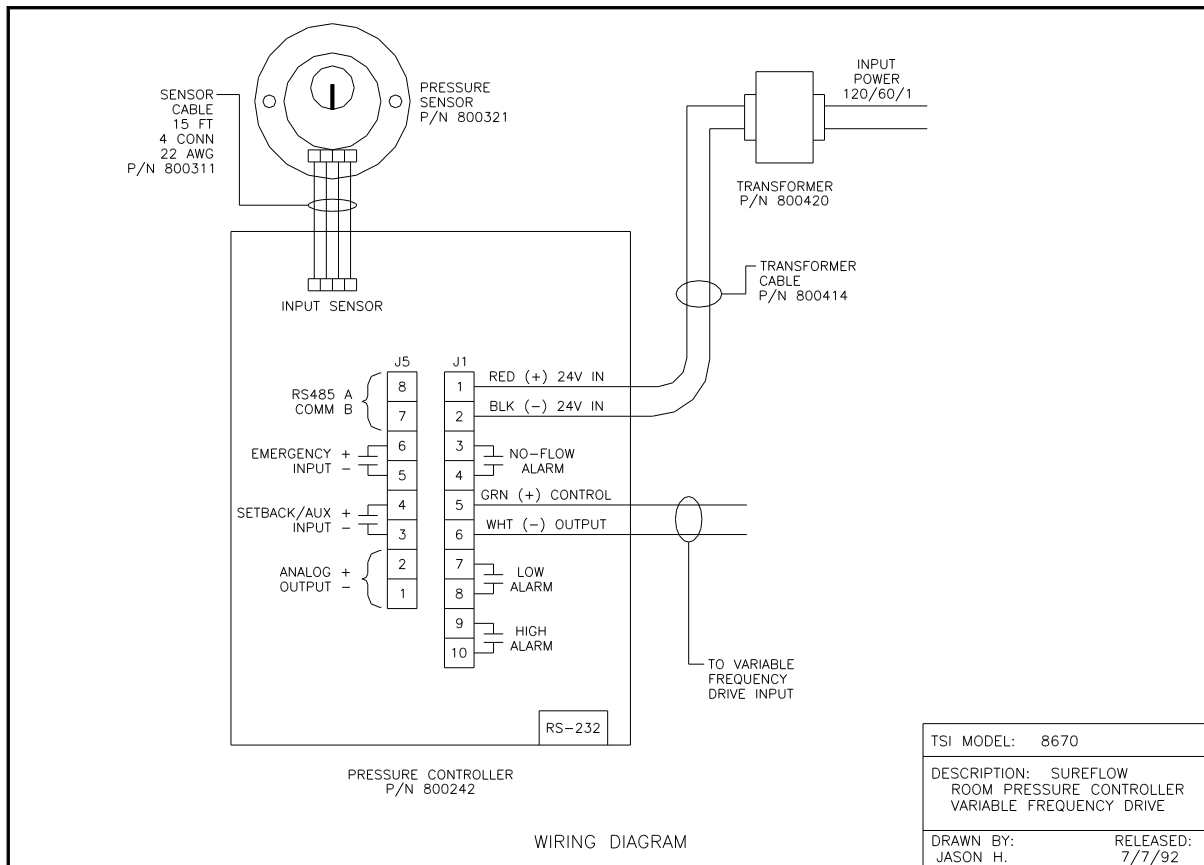 SENSOR
CABLE
15 FT
4 CONN
22 AWG
P/N 800311
PRESSURE
SENSOR
P/N 800321
INPUT
POWER
120/60/1
TRANSFORMER
P/N 800420
TRANSFORMER
CABLE
P/N 800414
INPUT SENSOR
J5
J1
RS485 A
COMM B
EMERGENCY +
INPUT -
SETBACK/AUX +
INPUT -
ANALOG +
OUTPUT -
8
7
6
5
4
3
2
1
1
2
3
4
5
6
7
8
9
10
RED (+) 24V IN
BLK (-) 24V IN
NO-FLOW
ALARM
GRN (+) CONTROL
WHT (-) OUTPUT
LOW
ALARM
HIGH
ALARM
TO VARIABLE
FREQUENCY
DRIVE INPUT
RS-232
PRESSURE CONTROLLER
P/N 800242
WIRING DIAGRAM
TSI MODEL: 8670
DESCRIPTION: SUREFLOW
ROOM PRESSURE CONTROLLER
VARIABLE FREQUENCY DRIVE
DRAWN BY: RELEASED:
JASON H. 7/7/92